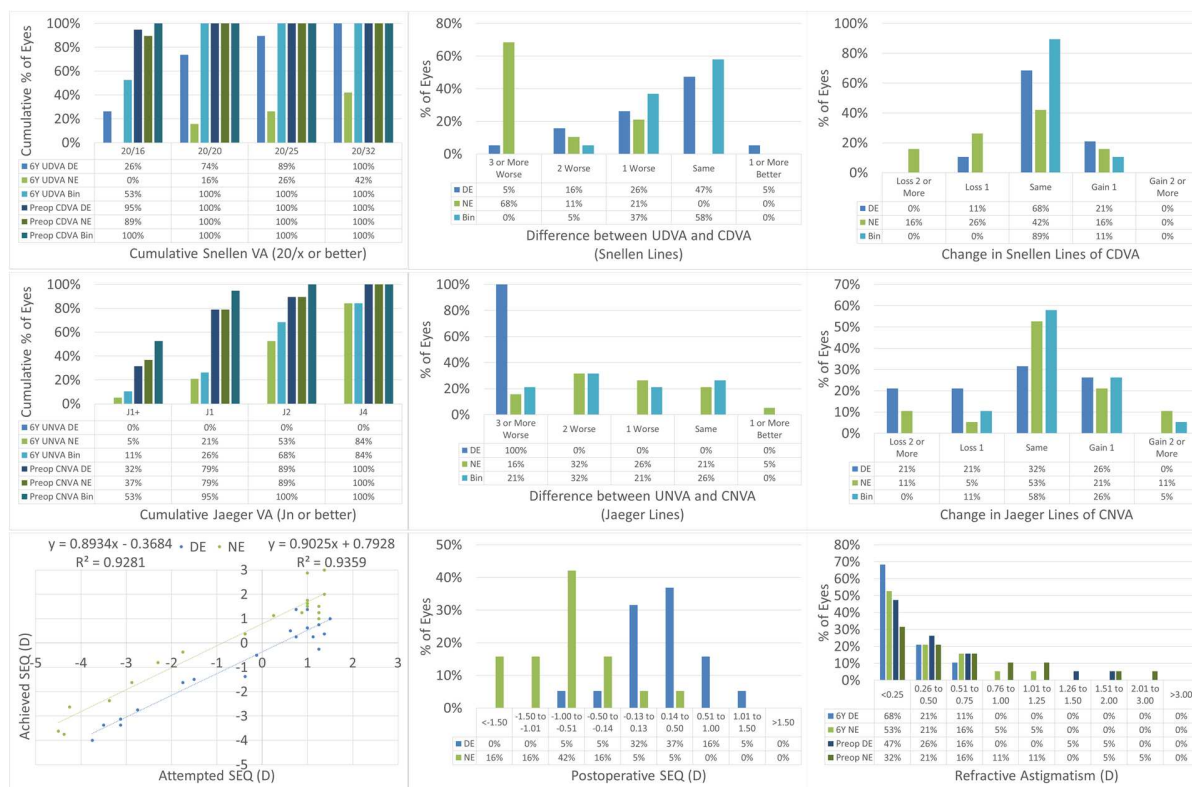 100%
80%
60%
40%
20%
0%
Cumulative % of Eyes
20/16 20/20 20/25 20/32
6Y UDVA DE 26% 74% 89% 100%
6Y UDVA NE 0% 16% 26% 42%
6Y UDVA Bin 53% 100% 100% 100%
Preop CDVA DE 95% 100% 100% 100%
Preop CDVA NE 89% 100% 100% 100%
Preop CDVA Bin 100% 100% 100% 100%
Cumulative Snellen VA (20/x or better)
80%
60%
40%
20%
0%
% of Eyes
3 or More Worse 2 Worse 1 Worse Same 1 or More Better
DE 5% 16% 26% 47% 5%
NE 68% 11% 21% 0% 0%
Bin 0% 5% 37% 58% 0%
Difference between UDVA and CDVA
(Snellen Lines)
100%
80%
60%
40%
20%
0%
% of Eyes
Loss 2 or More Loss 1 Same Gain 1 Gain 2 or More
DE 0% 11% 68% 21% 0%
NE 16% 26% 42% 16% 0%
Bin 0% 0% 89% 11% 0%
Change in Snellen Lines of CDVA
100%
80%
60%
40%
20%
0%
Cumulative % of Eyes
J1+ J1 J2 J4
6Y UNVA DE 0% 0% 0% 0%
6Y UNVA NE 5% 21% 53% 84%
6Y UNVA Bin 11% 26% 68% 84%
Preop CNVA DE 32% 79% 89% 100%
Preop CNVA NE 37% 79% 89% 100%
Preop CNVA Bin 53% 95% 100% 100%
Cumulative Jaeger VA (Jn or better)
100%
80%
60%
40%
20%
0%
% of Eyes
3 or More Worse 2 Worse 1 Worse Same 1 or More Better
DE 100% 0% 0% 0% 0%
NE 16% 32% 26% 21% 5%
Bin 21% 32% 21% 26% 0%
Difference between UNVA and CNVA
(Jaeger Lines)
70%
60%
50%
40%
30%
20%
10%
0%
% of Eyes
Loss 2 or More Loss 1 Same Gain 1 Gain 2 or More
DE 21% 21% 32% 26% 0%
NE 11% 5% 53% 21% 11%
Bin 0% 11% 58% 26% 5%
Change in Jaeger Lines of CNVA
y = 0.8934x - 0.3684 DE NE y = 0.9025x + 0.7928
R² = 0.9281 R² = 0.9359
3
2
1
0
-1
-2
-3
-4
-5
-5 -4 -3 -2 -1 0 1 2 3
Achieved SEQ (D)
Attempted SEQ (D)
50%
40%
30%
20%
10%
0%
% of Eyes
<-1.50 -1.50 to -1.01 -1.00 to -0.51 -0.50 to -0.14 -0.13 to 0.13 0.14 to 0.50 0.51 to 1.00 1.01 to 1.50 >1.50
DE 0% 0% 5% 5% 32% 37% 16% 5% 0%
NE 16% 16% 42% 16% 5% 5% 0% 0% 0%
Postoperative SEQ (D)
80%
70%
60%
50%
40%
30%
20%
10%
0%
% of Eyes
<0.25 0.26 to 0.50 0.51 to 0.75 0.76 to 1.00 1.01 to 1.25 1.26 to 1.50 1.51 to 2.00 2.01 to 3.00 >3.00
6Y DE 68% 21% 11% 0% 0% 0% 0% 0% 0%
6Y NE 53% 21% 16% 5% 5% 0% 0% 0% 0%
Preop DE 47% 26% 16% 0% 0% 5% 5% 0% 0%
Preop NE 32% 21% 16% 11% 11% 0% 5% 5% 0%
Refractive Astigmatism (D)